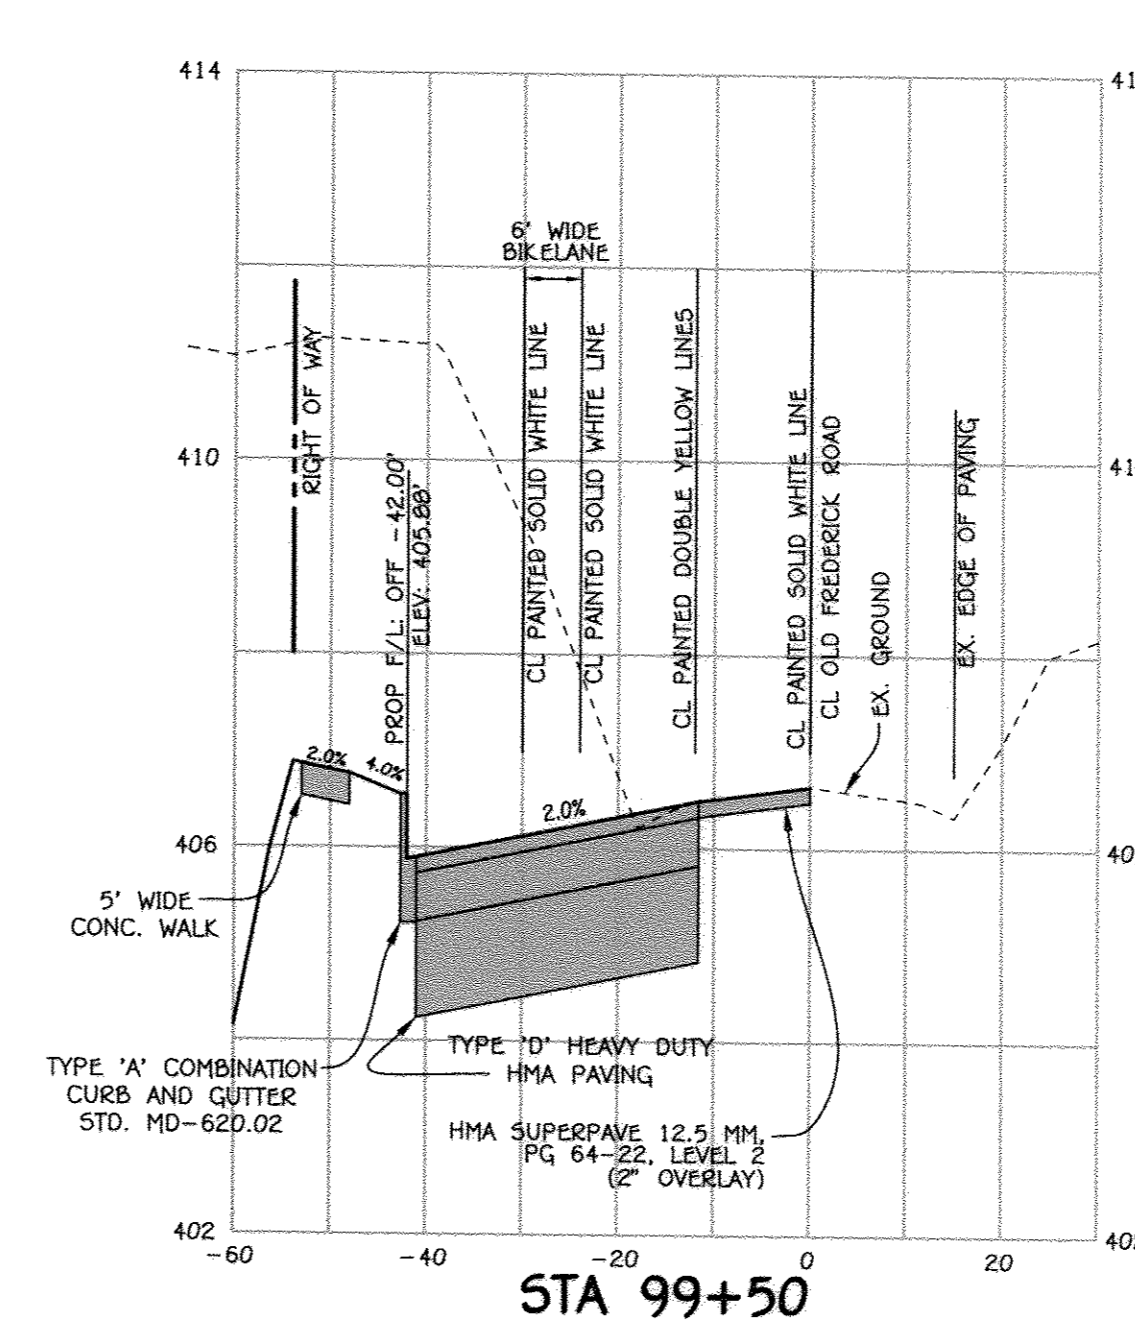 414
41
6' WIDE
BIKELANE
RIGHT OF WAY
PROP F/L: OFF -42.00'
ELEV: 405.88'
CL PAINTED SOLID WHITE LINE
CL PAINTED SOLID WHITE LINE
CL PAINTED DOUBLE YELLOW LINES
CL PAINTED SOLID WHITE LINE
CL OLD FREDERICK ROAD
EX. GROUND
EX. EDGE OF PAVING
410
41
2.0%
4.0%
2.0%
406
40
5' WIDE
CONC. WALK
TYPE 'A' COMBINATION
CURB AND GUTTER
STD. MD-620.02
TYPE 'D' HEAVY DUTY
HMA PAVING
HMA SUPERPAVE 12.5 MM,
PG 64-22, LEVEL 2
(2" OVERLAY)
402
40
-60 -40 -20 0 20
STA 99+50